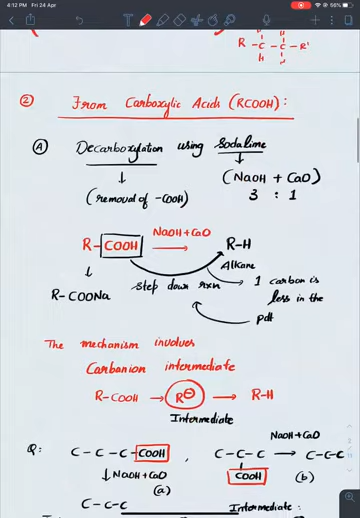 4:12 PM Fri 24 Apr
56%
H H
R - C - C - R'
H H
② From Carboxylic Acids (RCOOH):
Ⓐ Decarboxylation using Sodalime
(removal of -COOH)
(NaOH + CaO)
3 : 1
R-COOH NaOH+CaO R-H
Alkane
R-COONa
step down rxn
1 carbon is
less in the
pdt
The mechanism involves
Carbanion intermediate
R-COOH → R⊖ → R-H
Intermediate
Q: C-C-C-COOH , C-C-C NaOH+CaO → C-C-C
COOH
↓NaOH+CaO
(a)
(b)
C-C-C
Intermediate: